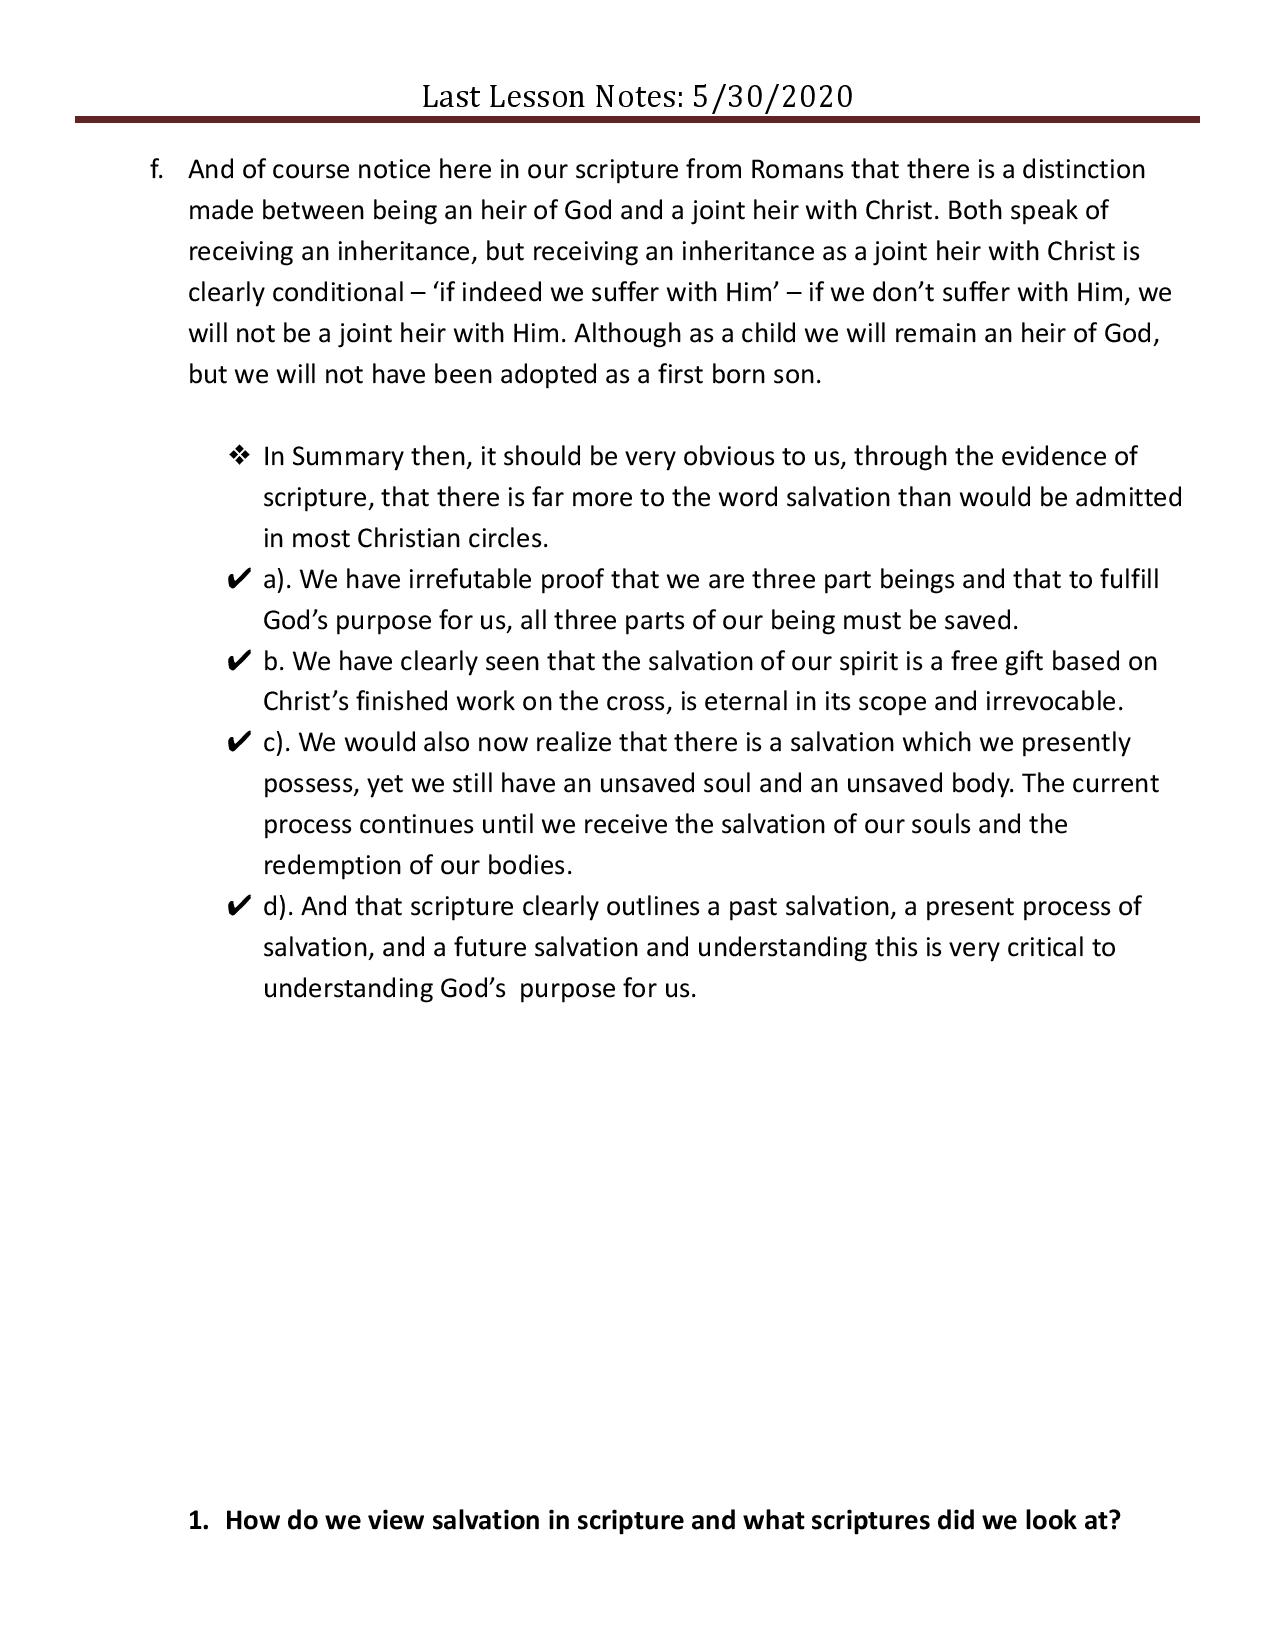 Last Lesson Notes: 5/30/2020
f. And of course notice here in our scripture from Romans that there is a distinction
made between being an heir of God and a joint heir with Christ. Both speak of
receiving an inheritance, but receiving an inheritance as a joint heir with Christ is
clearly conditional – ‘if indeed we suffer with Him’ – if we don’t suffer with Him, we
will not be a joint heir with Him. Although as a child we will remain an heir of God,
but we will not have been adopted as a first born son.
❖ In Summary then, it should be very obvious to us, through the evidence of
scripture, that there is far more to the word salvation than would be admitted
in most Christian circles.
✔ a). We have irrefutable proof that we are three part beings and that to fulfill
God’s purpose for us, all three parts of our being must be saved.
✔ b. We have clearly seen that the salvation of our spirit is a free gift based on
Christ’s finished work on the cross, is eternal in its scope and irrevocable.
✔ c). We would also now realize that there is a salvation which we presently
possess, yet we still have an unsaved soul and an unsaved body. The current
process continues until we receive the salvation of our souls and the
redemption of our bodies.
✔ d). And that scripture clearly outlines a past salvation, a present process of
salvation, and a future salvation and understanding this is very critical to
understanding God’s  purpose for us.
1. How do we view salvation in scripture and what scriptures did we look at?